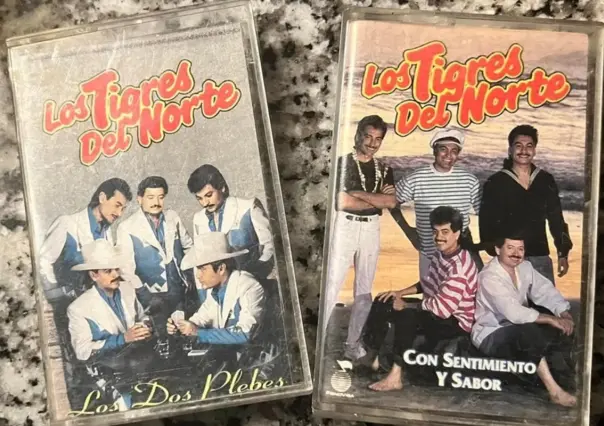 Los Tigres
Del Norte
Los Dos Plebes
Los Tigres
Del Norte
CON SENTIMIENTO
Y SABOR